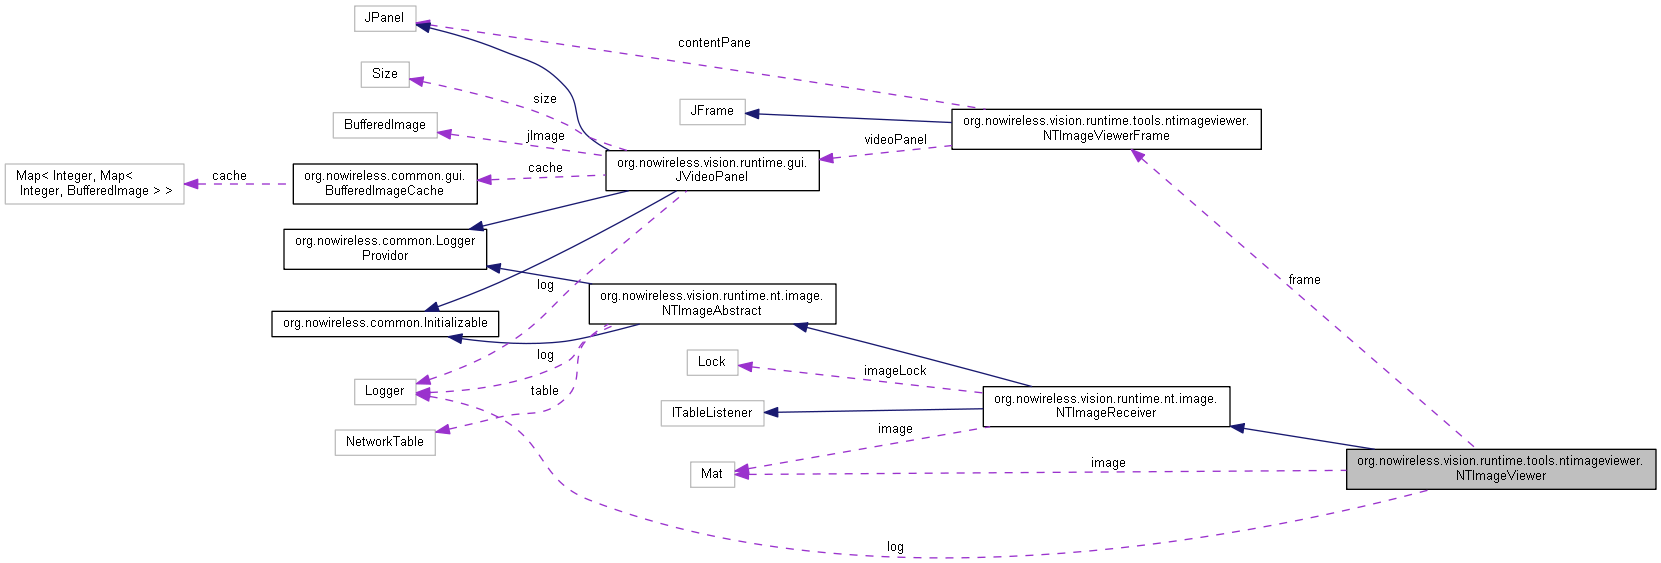 JPanel
contentPane
Size
size
JFrame
org.nowireless.vision.runtime.tools.ntimageviewer.
NTImageViewerFrame
BufferedImage
jImage
videoPanel
org.nowireless.vision.runtime.gui.
JVideoPanel
Map< Integer, Map<
Integer, BufferedImage > >
cache
org.nowireless.common.gui.
BufferedImageCache
cache
org.nowireless.common.Logger
Providor
log
frame
org.nowireless.vision.runtime.nt.image.
NTImageAbstract
org.nowireless.common.Initializable
log
Lock
imageLock
Logger
table
org.nowireless.vision.runtime.nt.image.
NTImageReceiver
ITableListener
image
NetworkTable
Mat
image
org.nowireless.vision.runtime.tools.ntimageviewer.
NTImageViewer
log